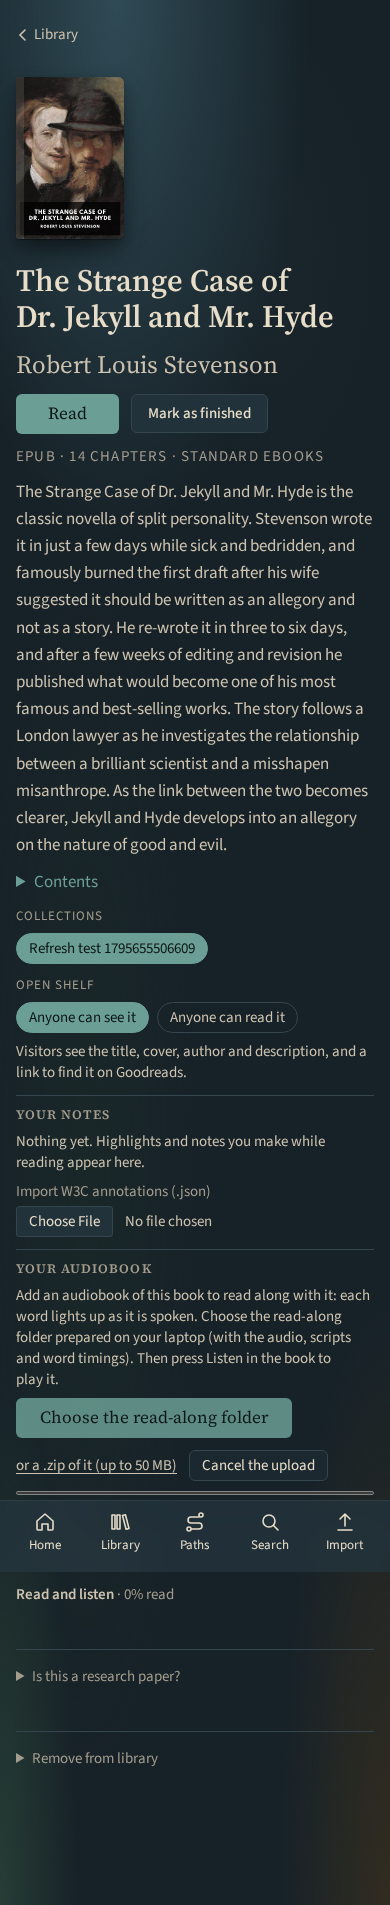 Library
THE STRANGE CASE OF
DR. JEKYLL AND MR. HYDE
ROBERT LOUIS STEVENSON
The Strange Case of
Dr. Jekyll and Mr. Hyde
Robert Louis Stevenson
Read
Mark as finished
EPUB · 14 CHAPTERS · STANDARD EBOOKS
The Strange Case of Dr. Jekyll and Mr. Hyde is the
classic novella of split personality. Stevenson wrote
it in just a few days while sick and bedridden, and
famously burned the first draft after his wife
suggested it should be written as an allegory and
not as a story. He re-wrote it in three to six days,
and after a few weeks of editing and revision he
published what would become one of his most
famous and best-selling works. The story follows a
London lawyer as he investigates the relationship
between a brilliant scientist and a misshapen
misanthrope. As the link between the two becomes
clearer, Jekyll and Hyde develops into an allegory
on the nature of good and evil.
Contents
COLLECTIONS
Refresh test 1795655506609
OPEN SHELF
Anyone can see it
Anyone can read it
Visitors see the title, cover, author and description, and a
link to find it on Goodreads.
YOUR NOTES
Nothing yet. Highlights and notes you make while
reading appear here.
Import W3C annotations (.json)
Choose File No file chosen
YOUR AUDIOBOOK
Add an audiobook of this book to read along with it: each
word lights up as it is spoken. Choose the read-along
folder prepared on your laptop (with the audio, scripts
and word timings). Then press Listen in the book to
play it.
Choose the read-along folder
or a .zip of it (up to 50 MB)
Cancel the upload
Home
Library
Paths
Search
Import
Read and listen · 0% read
Is this a research paper?
Remove from library